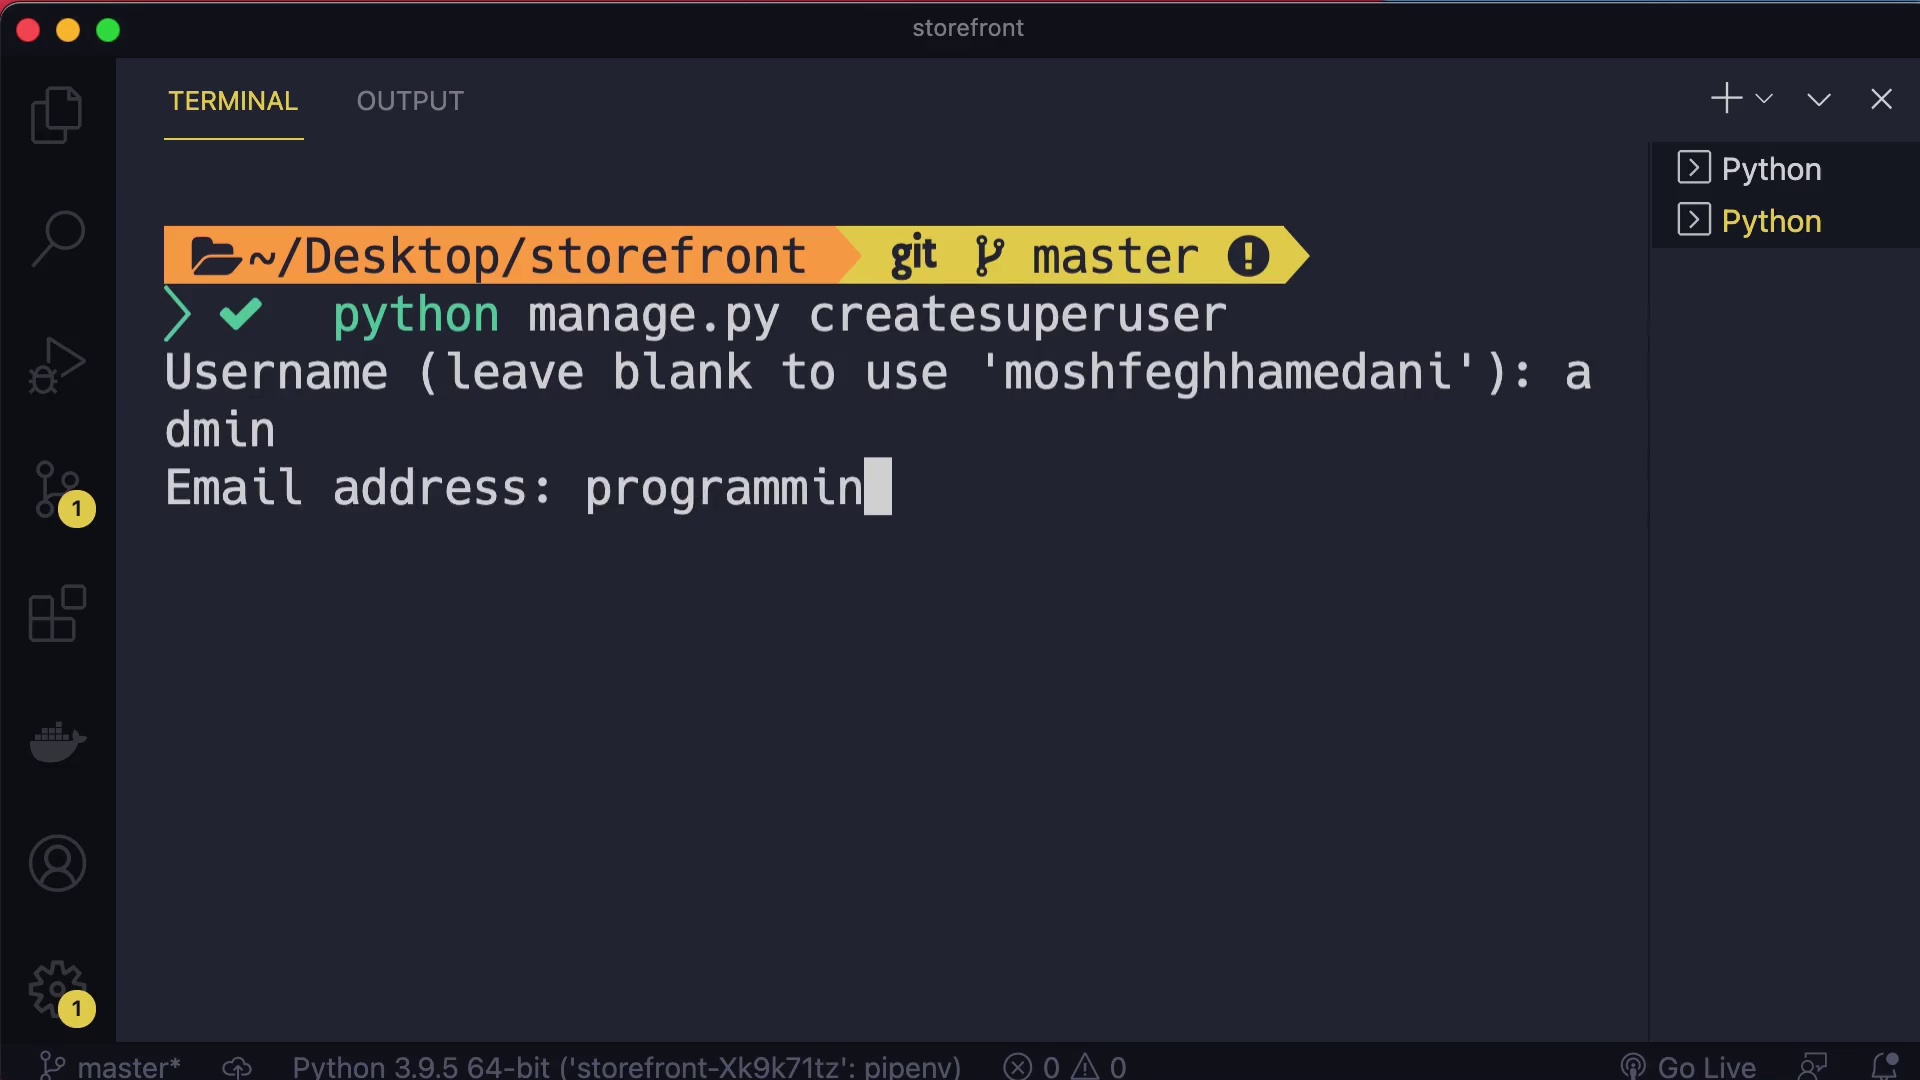 storefront
TERMINAL OUTPUT
Python
Python
~/Desktop/storefront git master
python manage.py createsuperuser
Username (leave blank to use 'moshfeghhamedani'): a
dmin
Email address: programmin
1
1
master* Python 3.9.5 64-bit ('storefront-Xk9k71tz': pipenv) 0 0 Go Live